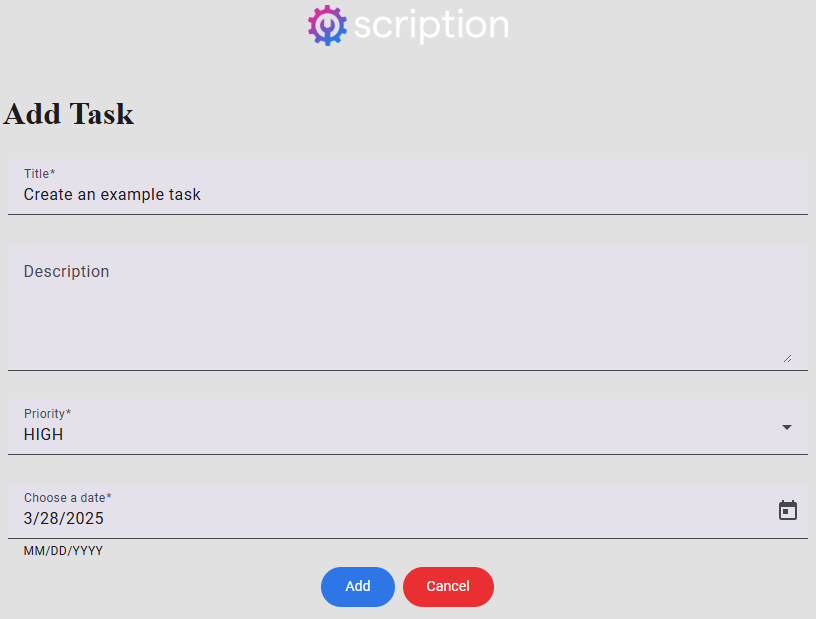 scription
Add Task
Title*
Create an example task
Description
Priority*
HIGH
Choose a date*
3/28/2025
MM/DD/YYYY
Add
Cancel